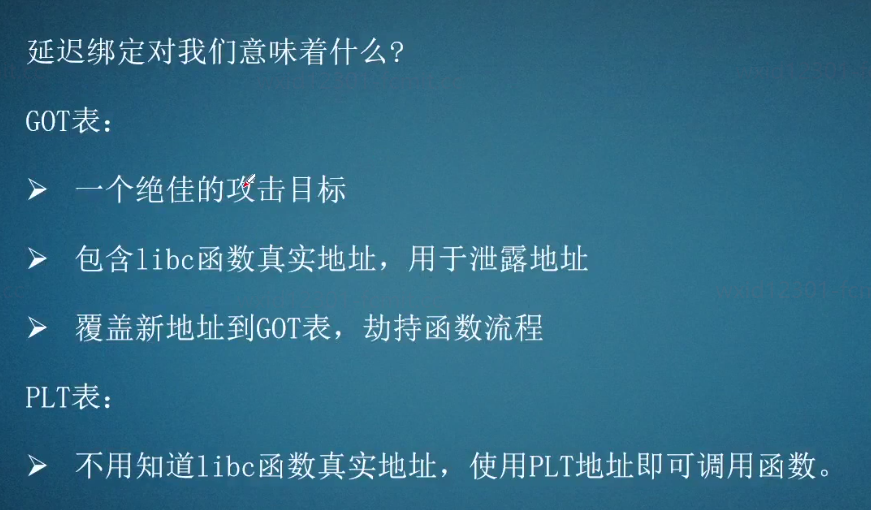 延迟绑定对我们意味着什么?
GOT表:
➢ 一个绝佳的攻击目标
➢ 包含libc函数真实地址，用于泄露地址
➢ 覆盖新地址到GOT表，劫持函数流程
PLT表:
➢ 不用知道libc函数真实地址，使用PLT地址即可调用函数。